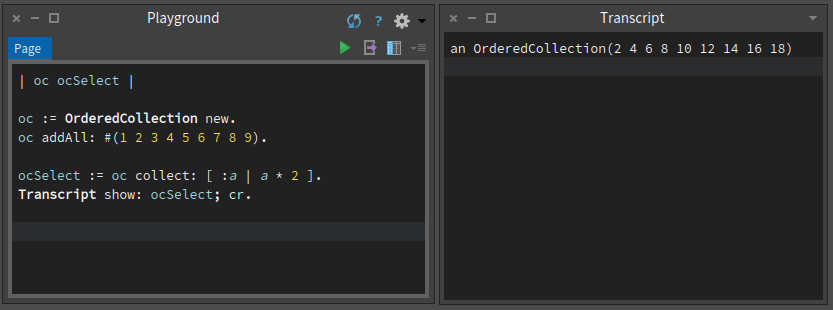 Playground
?
Page
| oc ocSelect |
oc := OrderedCollection new.
oc addAll: #(1 2 3 4 5 6 7 8 9).
ocSelect := oc collect: [ :a | a * 2 ].
Transcript show: ocSelect; cr.
Transcript
an OrderedCollection(2 4 6 8 10 12 14 16 18)